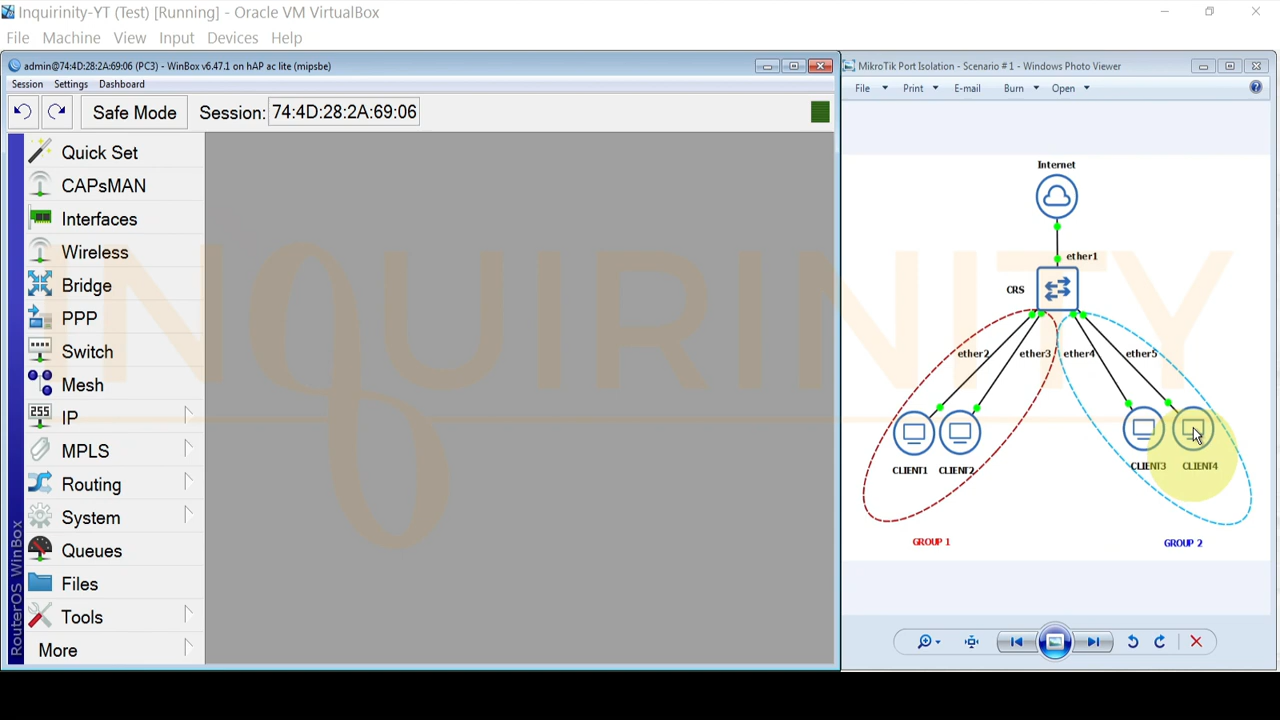 Inquirinity-YT (Test) [Running] - Oracle VM VirtualBox
File Machine View Input Devices Help
admin@74:4D:28:2A:69:06 (PC3) - WinBox v6.47.1 on hAP ac lite (mipsbe)
Session Settings Dashboard
Safe Mode Session: 74:4D:28:2A:69:06
Quick Set
CAPsMAN
Interfaces
Wireless
Bridge
PPP
Switch
Mesh
255 IP
MPLS
Routing
System
Queues
Files
Tools
More
RouterOS WinBox
INQUIRINITY
MikroTik Port Isolation - Scenario #1 - Windows Photo Viewer
File Print E-mail Burn Open
Internet
ether1
CRS
ether2 ether3 ether4 ether5
CLIENT1 CLIENT2 CLIENT3 CLIENT4
GROUP 1 GROUP 2